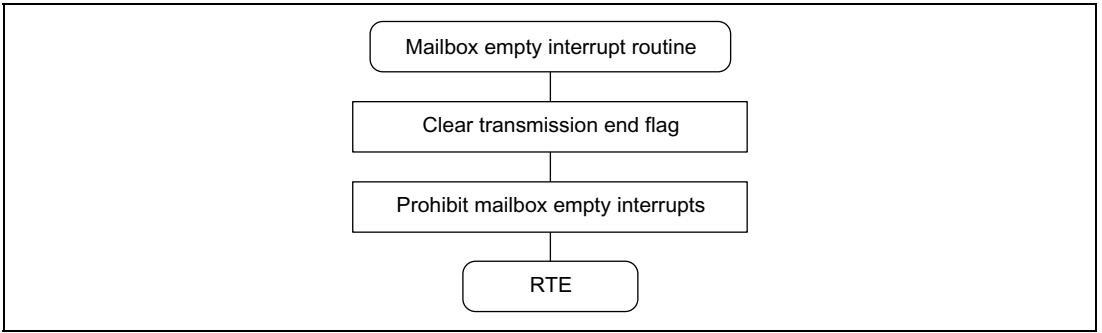 Mailbox empty interrupt routine
Clear transmission end flag
Prohibit mailbox empty interrupts
RTE